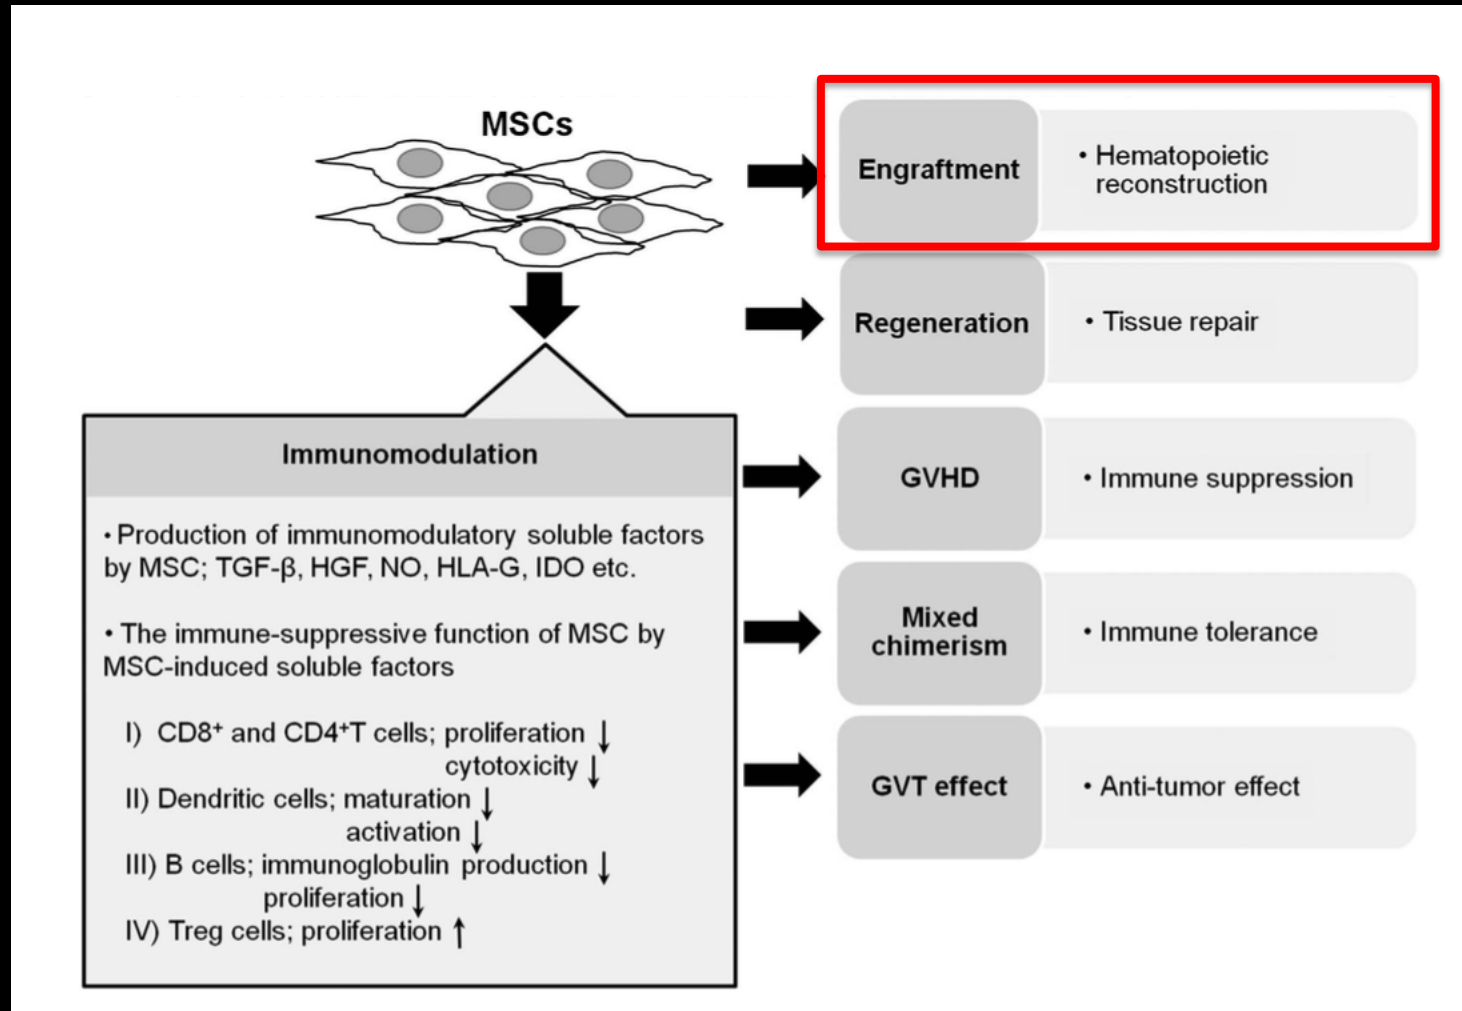 MSCs
Engraftment
• Hematopoietic
reconstruction
Regeneration
• Tissue repair
Immunomodulation
• Production of immunomodulatory soluble factors
by MSC; TGF-β, HGF, NO, HLA-G, IDO etc.
• The immune-suppressive function of MSC by
MSC-induced soluble factors
I) CD8⁺ and CD4⁺T cells; proliferation ↓
cytotoxicity ↓
II) Dendritic cells; maturation ↓
activation ↓
III) B cells; immunoglobulin production ↓
proliferation ↓
IV) Treg cells; proliferation ↑
GVHD
• Immune suppression
Mixed
chimerism
• Immune tolerance
GVT effect
• Anti-tumor effect